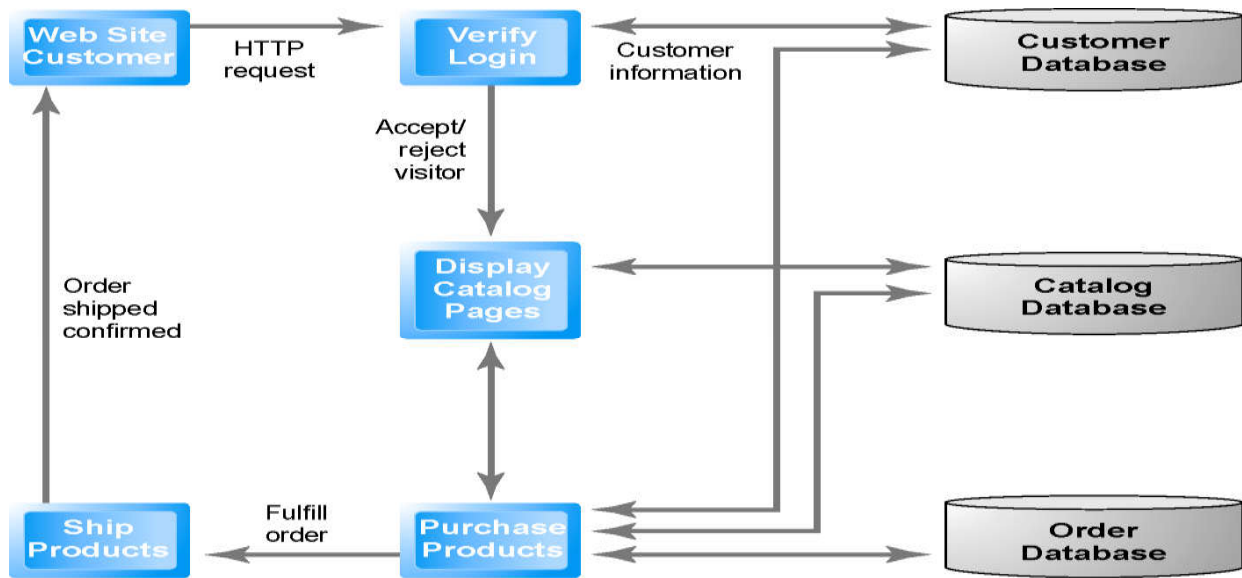 Web Site
Customer
HTTP
request
Verify
Login
Customer
information
Customer
Database
Accept/
reject
visitor
Display
Catalog
Pages
Catalog
Database
Order
shipped
confirmed
Ship
Products
Fulfill
order
Purchase
Products
Order
Database